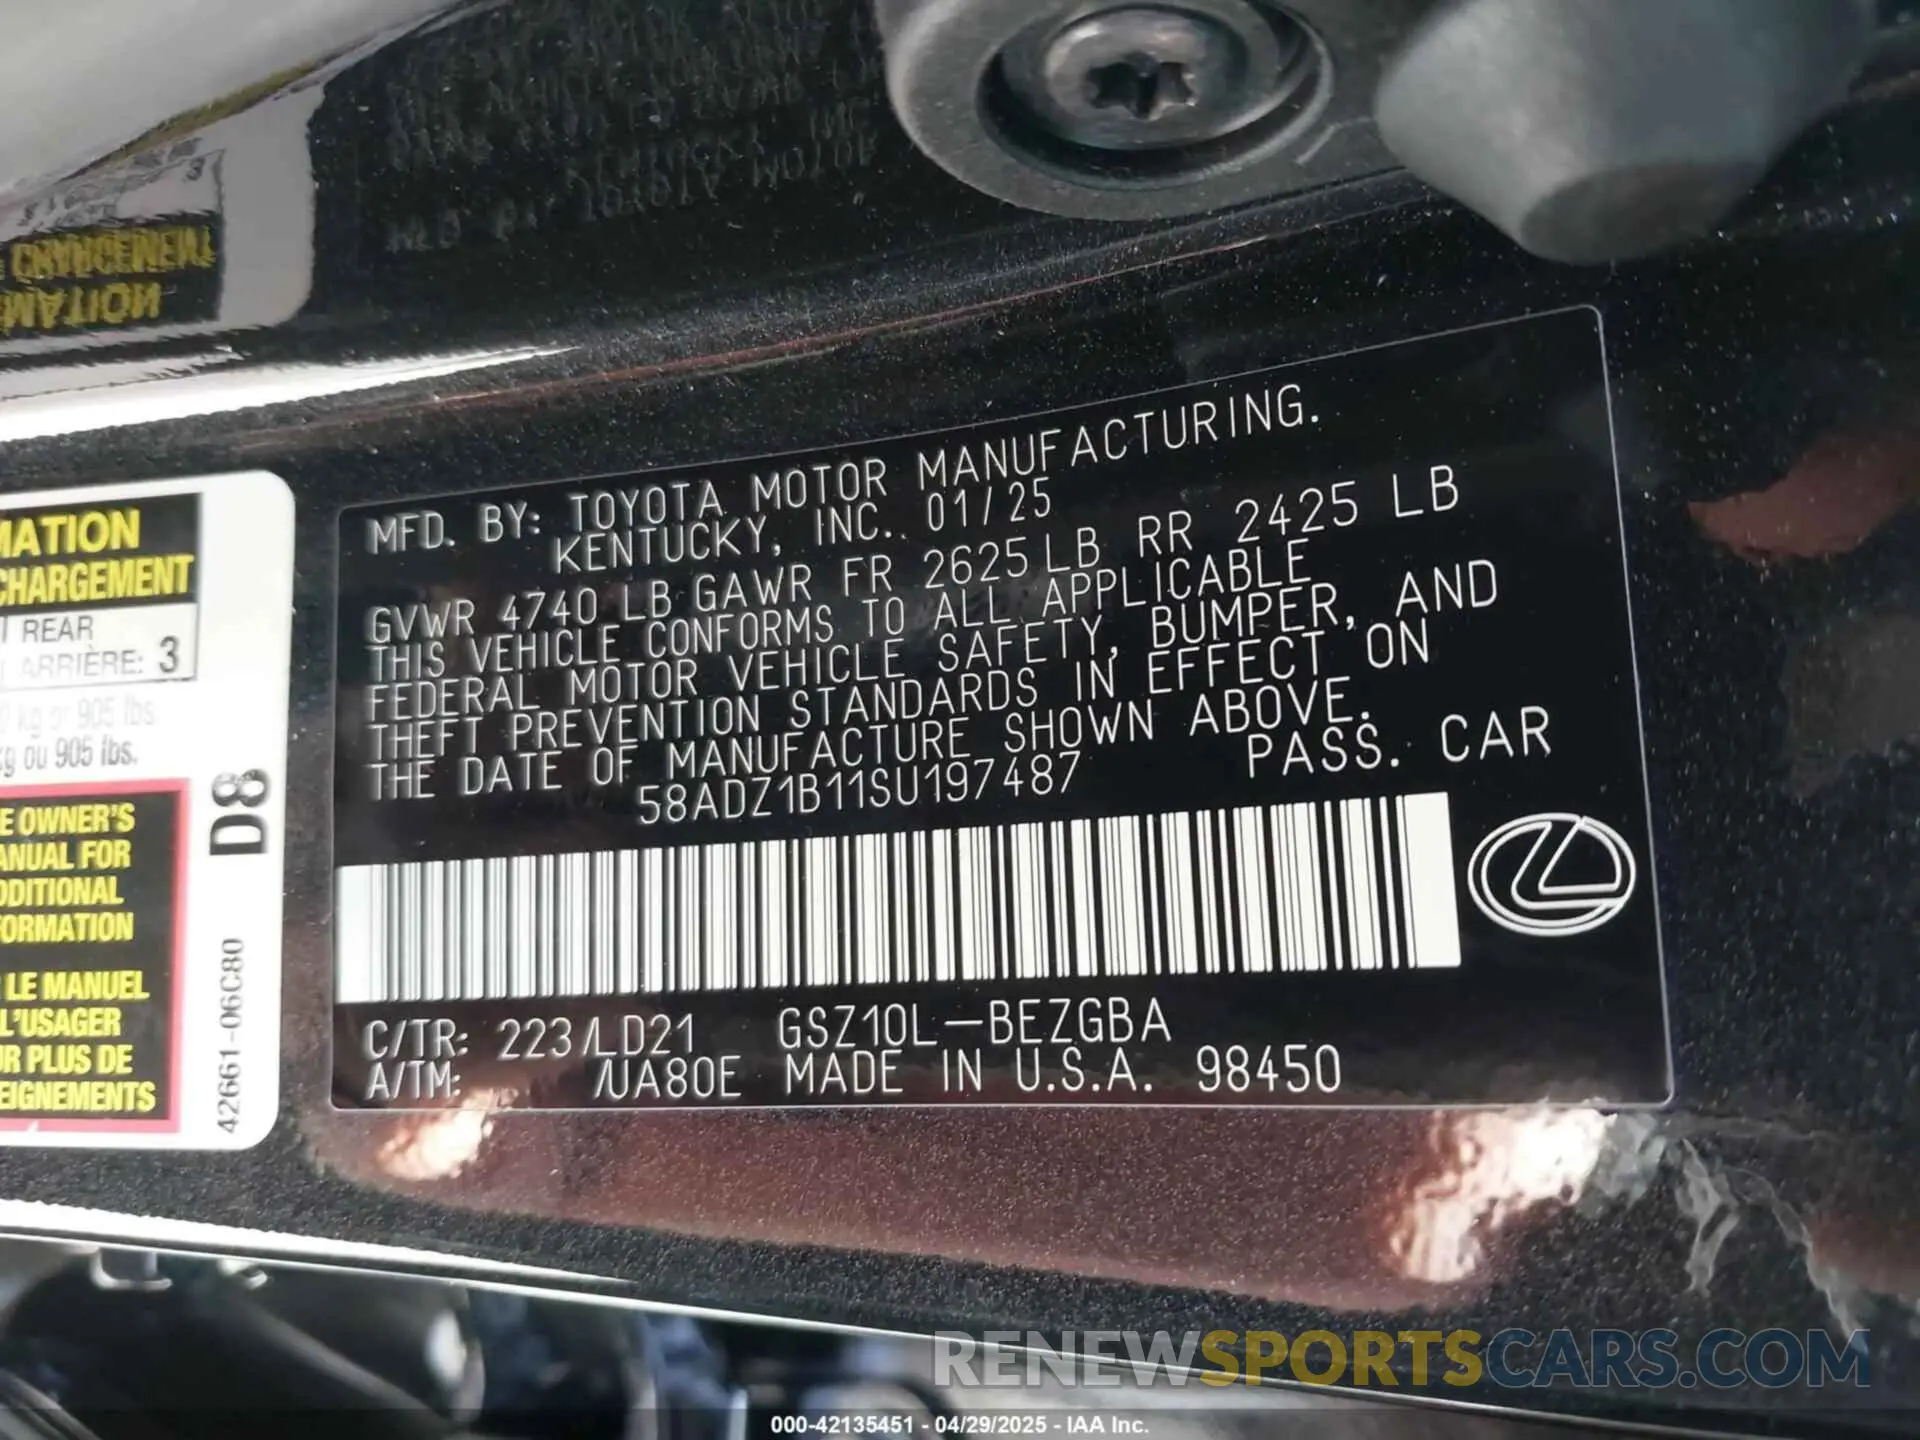 MFD. BY: TOYOTA MOTOR MANUFACTURING.
KENTUCKY, INC. 01/25
GVWR 4740 LB GAWR FR 2625 LB RR 2425 LB
THIS VEHICLE CONFORMS TO ALL APPLICABLE
FEDERAL MOTOR VEHICLE SAFETY, BUMPER, AND
THEFT PREVENTION STANDARDS IN EFFECT ON
THE DATE OF MANUFACTURE SHOWN ABOVE.
58ADZ1B11SU197487 PASS. CAR
C/TR: 223/LD21 GSZ10L-BEZGBA
A/TM: /UA80E MADE IN U.S.A. 98450
MATION
CHARGEMENT
REAR
ARRIÈRE: 3
kg or 905 lbs.
kg ou 905 lbs.
E OWNER'S
ANUAL FOR
DDITIONAL
FORMATION
LE MANUEL
L'USAGER
UR PLUS DE
EIGNEMENTS
D8
42661-06C80
RENEWSPORTSCARS.COM
000-42135451 - 04/29/2025 - IAA Inc.